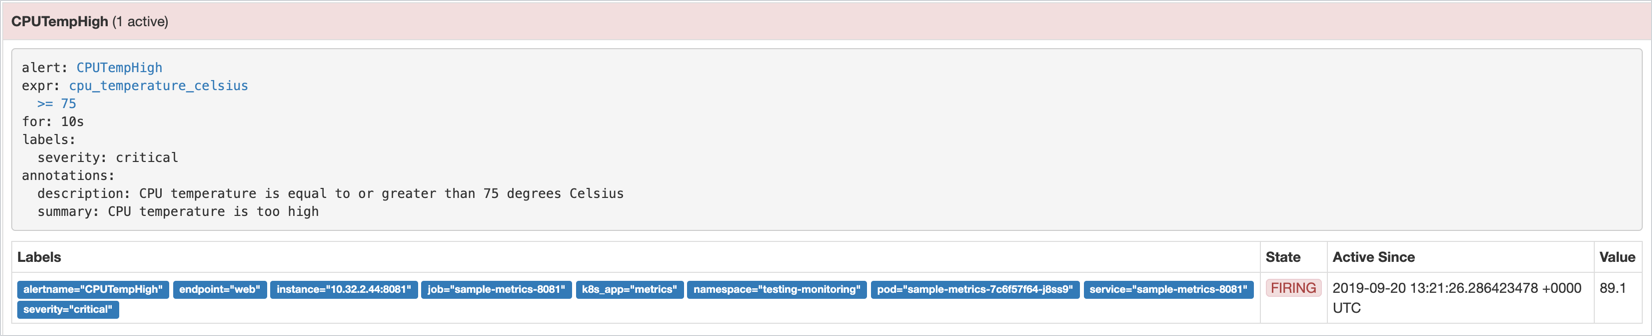 CPUTempHigh (1 active)
alert: CPUTempHigh
expr: cpu_temperature_celsius
  >= 75
for: 10s
labels:
  severity: critical
annotations:
  description: CPU temperature is equal to or greater than 75 degrees Celsius
  summary: CPU temperature is too high
Labels State Active Since Value
alertname="CPUTempHigh" endpoint="web" instance="10.32.2.44:8081" job="sample-metrics-8081" k8s_app="metrics" namespace="testing-monitoring" pod="sample-metrics-7c6f57f64-j8ss9" service="sample-metrics-8081" FIRING 2019-09-20 13:21:26.286423478 +0000 89.1
severity="critical" UTC